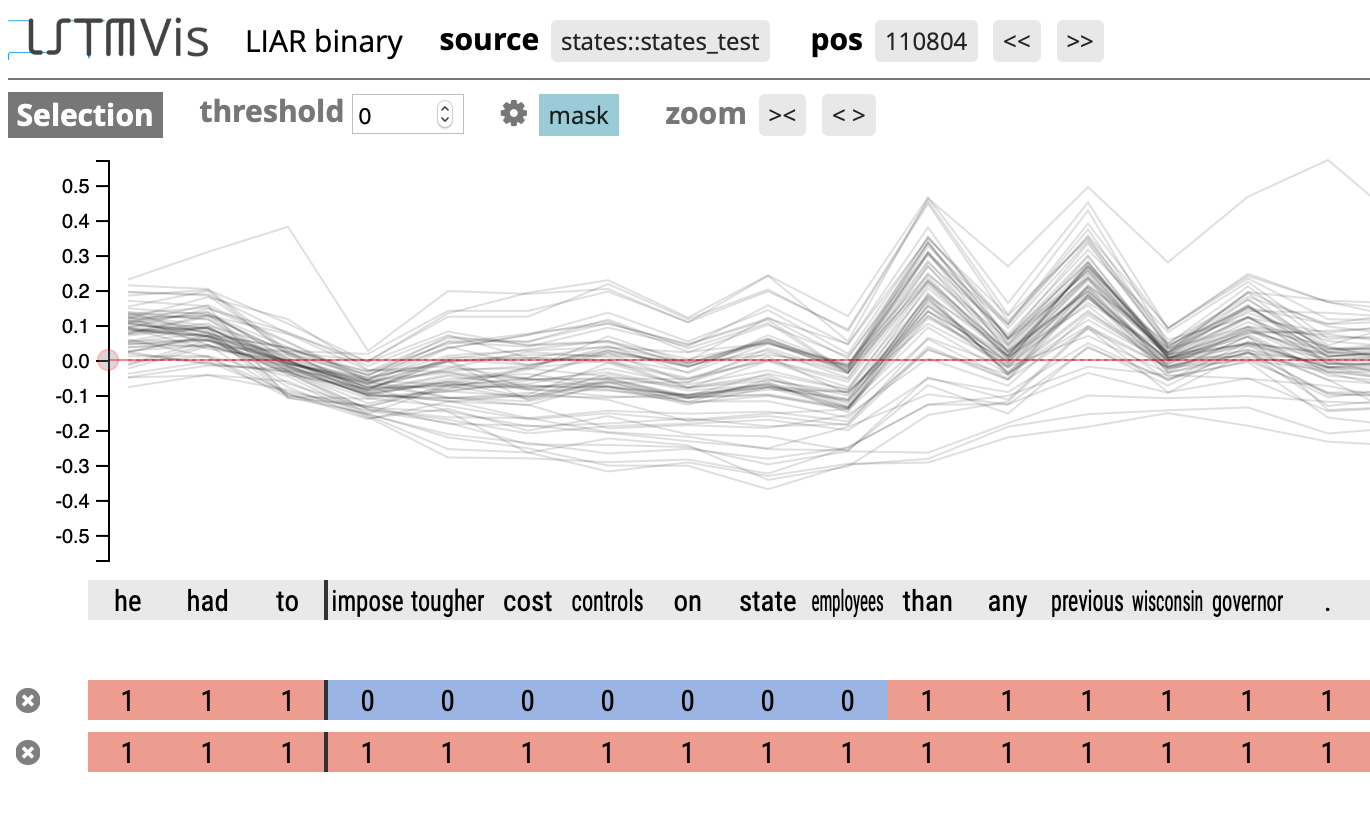 LSTMVis LIAR binary source states::states_test pos 110804 << >>
Selection threshold 0 mask zoom >< < >
0.5
0.4
0.3
0.2
0.1
0.0
-0.1
-0.2
-0.3
-0.4
-0.5
he had to impose tougher cost controls on state employees than any previous wisconsin governor .
1 1 1 0 0 0 0 0 0 0 1 1 1 1 1 1
1 1 1 1 1 1 1 1 1 1 1 1 1 1 1 1